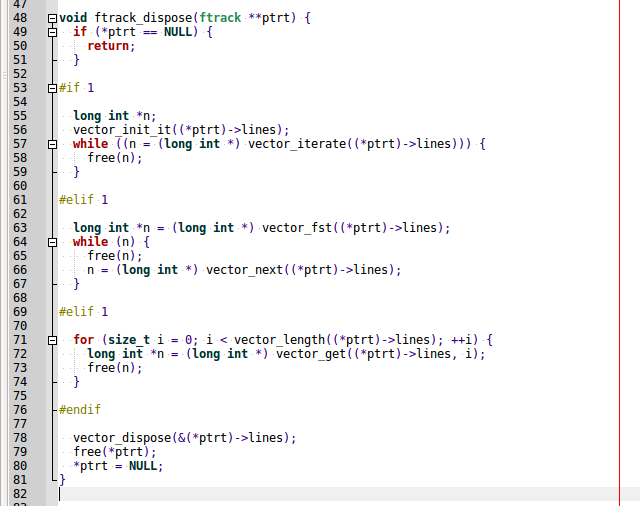 47
48 void ftrack_dispose(ftrack **ptrt) {
49   if (*ptrt == NULL) {
50     return;
51   }
52
53 #if 1
54
55   long int *n;
56   vector_init_it((*ptrt)->lines);
57   while ((n = (long int *) vector_iterate((*ptrt)->lines))) {
58     free(n);
59   }
60
61 #elif 1
62
63   long int *n = (long int *) vector_fst((*ptrt)->lines);
64   while (n) {
65     free(n);
66     n = (long int *) vector_next((*ptrt)->lines);
67   }
68
69 #elif 1
70
71   for (size_t i = 0; i < vector_length((*ptrt)->lines); ++i) {
72     long int *n = (long int *) vector_get((*ptrt)->lines, i);
73     free(n);
74   }
75
76 #endif
77
78   vector_dispose(&(*ptrt)->lines);
79   free(*ptrt);
80   *ptrt = NULL;
81 }
82